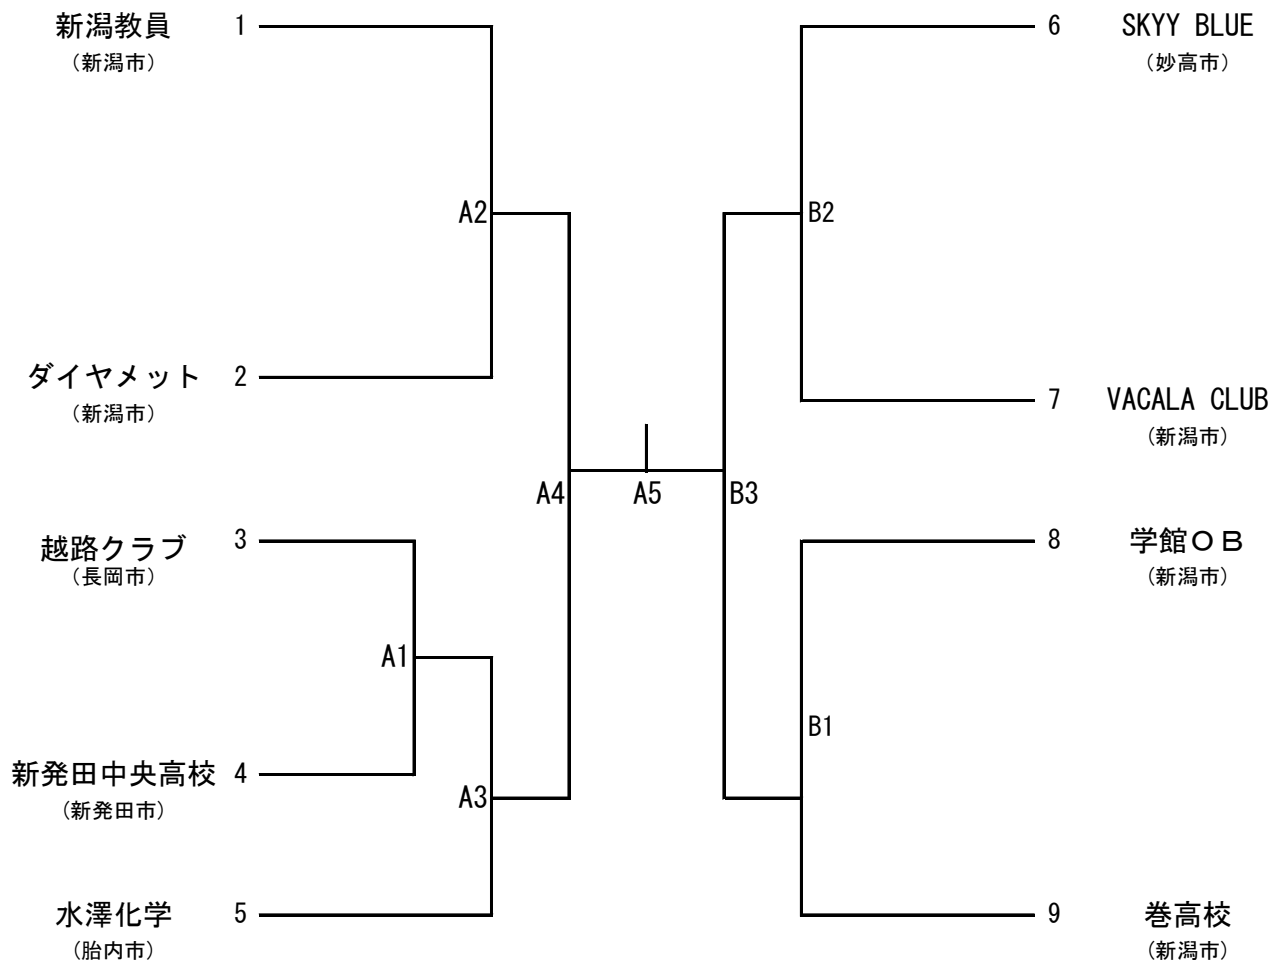 新潟教員 1
（新潟市）
A2
ダイヤメット 2
（新潟市）
越路クラブ 3
（長岡市）
A1
新発田中央高校 4
（新発田市）
A3
水澤化学 5
（胎内市）
A4
A5
B3
6 SKYY BLUE
（妙高市）
B2
7 VACALA CLUB
（新潟市）
8 学館ＯＢ
（新潟市）
B1
9 巻高校
（新潟市）